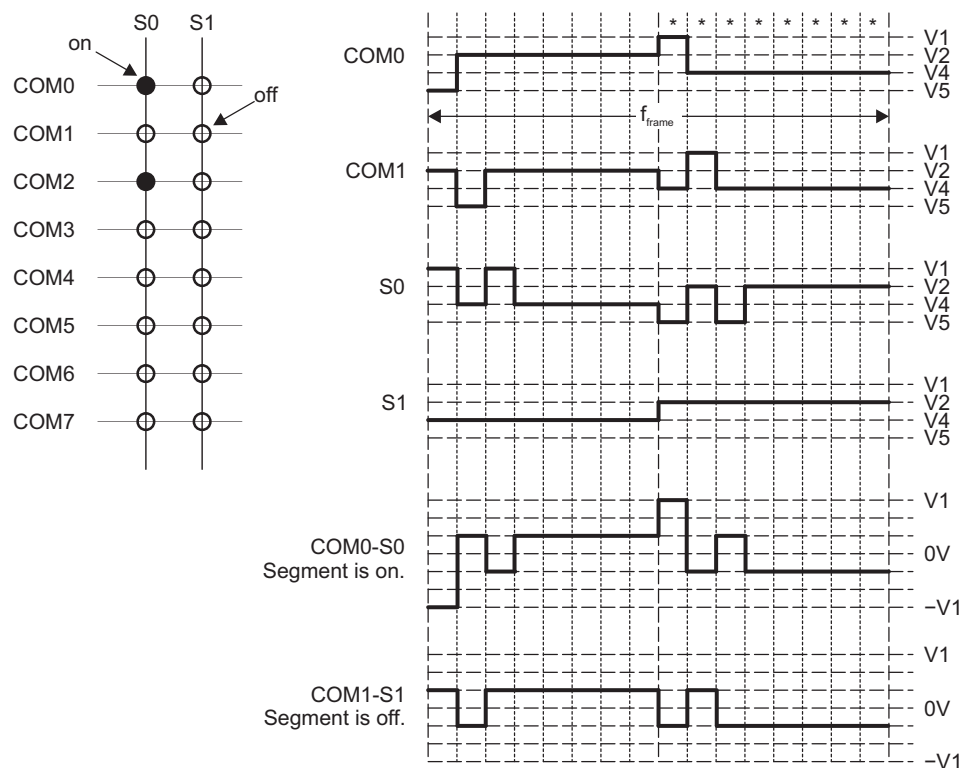 S0 S1
on
COM0
off
COM1
COM2
COM3
COM4
COM5
COM6
COM7
* * * * * * * *
COM0
V1
V2
V4
V5
fframe
COM1
V1
V2
V4
V5
S0
V1
V2
V4
V5
S1
V1
V2
V4
V5
COM0-S0
Segment is on.
V1
0V
−V1
COM1-S1
Segment is off.
V1
0V
−V1